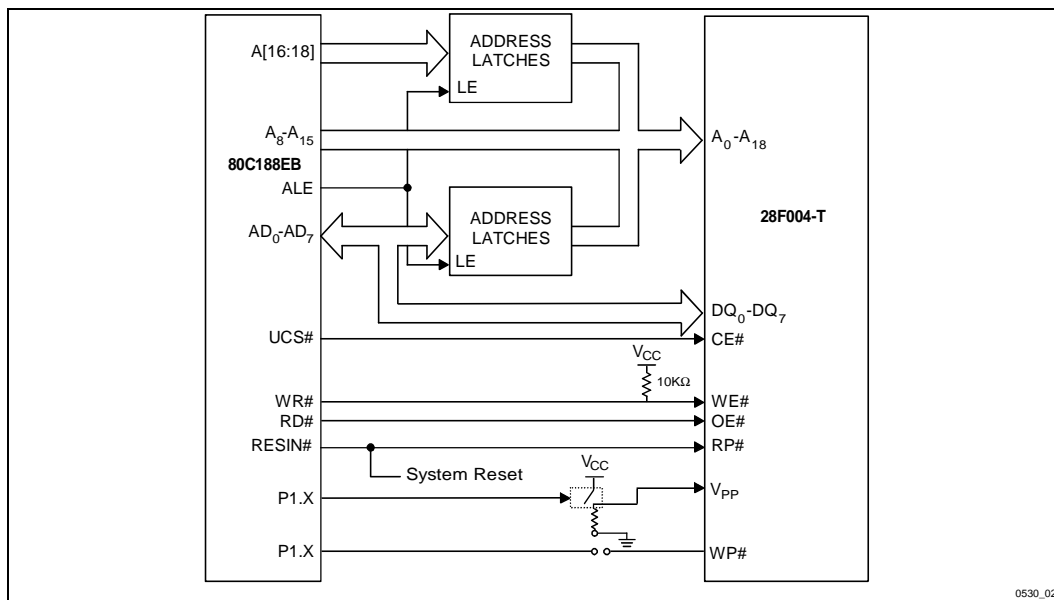 A[16:18]
ADDRESS
LATCHES
LE
A8-A15
A0-A18
80C188EB
ALE
28F004-T
AD0-AD7
ADDRESS
LATCHES
LE
DQ0-DQ7
UCS#
CE#
VCC
10KΩ
WR#
WE#
RD#
OE#
RESIN#
RP#
System Reset
VCC
P1.X
VPP
P1.X
WP#
0530_02